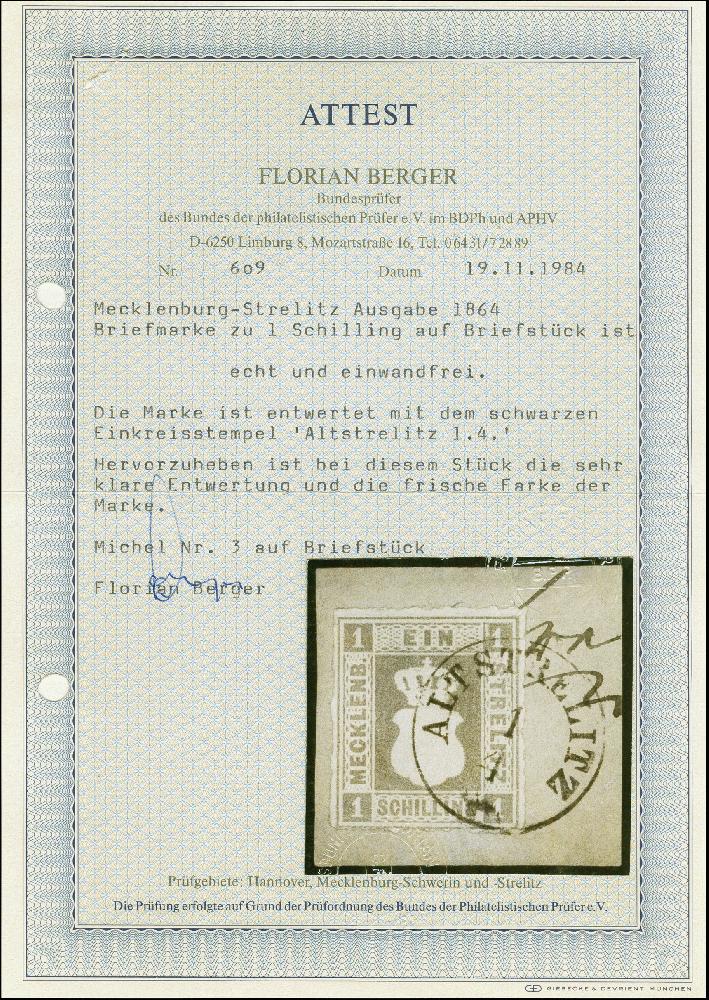 ATTEST
FLORIAN BERGER
Bundesprüfer
des Bundes der philatelistischen Prüfer e.V. im BDPh und APHV
D-6250 Limburg 8, Mozartstraße 16, Tel. 06431/72889
Nr. 609 Datum 19.11.1984
Mecklenburg-Strelitz Ausgabe 1864
Briefmarke zu 1 Schilling auf Briefstück ist
echt und einwandfrei.
Die Marke ist entwertet mit dem schwarzen
Einkreisstempel 'Altstrelitz 1.4.'
Hervorzuheben ist bei diesem Stück die sehr
klare Entwertung und die frische Farke der
Marke.
Michel Nr. 3 auf Briefstück
Florian Berger
1 EIN
MECKLENB.
STRELITZ
1 SCHILLING 1
ALTSTRELITZ
1
4
Prüfgebiete: Hannover, Mecklenburg-Schwerin und -Strelitz
Die Prüfung erfolgte auf Grund der Prüfordnung des Bundes der Philatelistischen Prüfer e.V.
GIESECKE & DEVRIENT MÜNCHEN